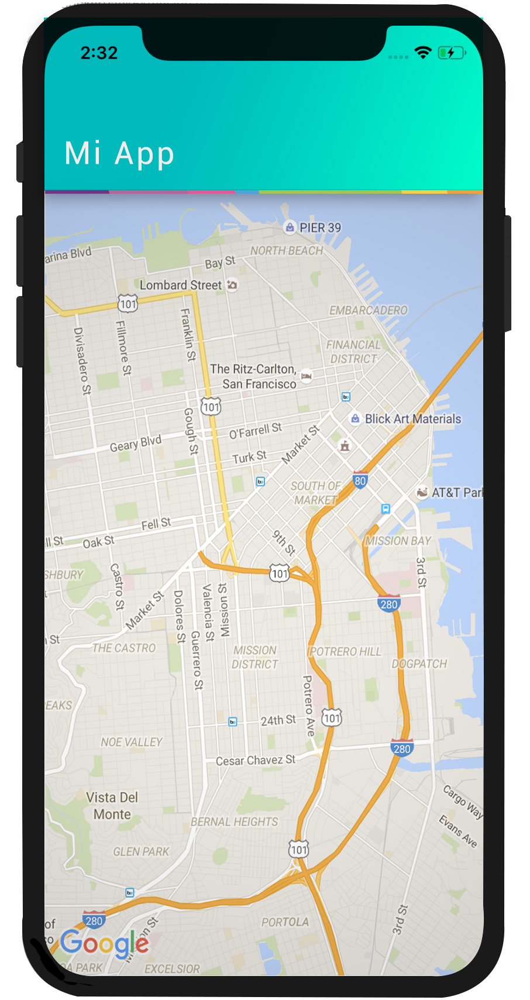 2:32
Mi App
PIER 39
arina Blvd
NORTH BEACH
Bay St
Lombard Street
101
EMBARCADERO
Divisadero St
Fillmore St
Franklin St
FINANCIAL
DISTRICT
The Ritz-Carlton,
San Francisco
101
Gough St
Blick Art Materials
O'Farrell St
Market St
Geary Blvd
Turk St
80
SOUTH OF
MARKET
AT&T Park
Fell St
ll St
Oak St
9th St
MISSION BAY
SHBURY
Castro St
101
3rd St
Market St
Dolores St
Valencia St
Mission St
280
n St
THE CASTRO
Guerrero St
MISSION
DISTRICT
POTRERO HILL
DOGPATCH
Potrero Ave
EAKS
24th St
101
NOE VALLEY
280
Cesar Chavez St
Vista Del
Monte
Cargo Way
Evans Ave
BERNAL HEIGHTS
GLEN PARK
101
280
PORTOLA
3rd St
of
co
Google
OA PARK
EXCELSIOR